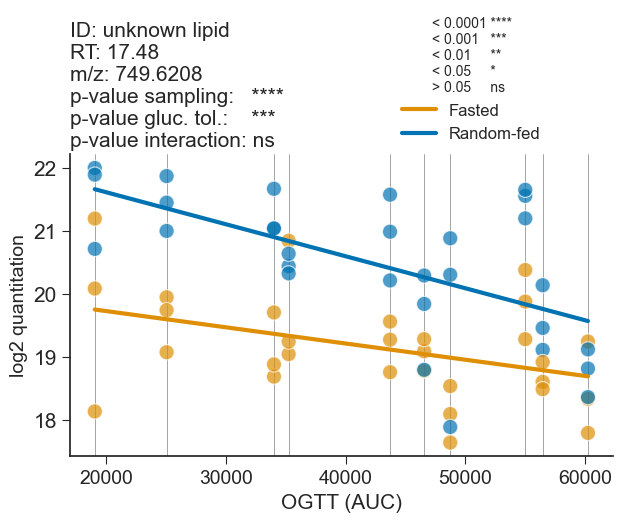 ID: unknown lipid
RT: 17.48
m/z: 749.6208
p-value sampling: ****
p-value gluc. tol.: ***
p-value interaction: ns
< 0.0001 ****
< 0.001 ***
< 0.01 **
< 0.05 *
> 0.05 ns
Fasted
Random-fed
22
21
20
19
18
log2 quantitation
20000 30000 40000 50000 60000
OGTT (AUC)